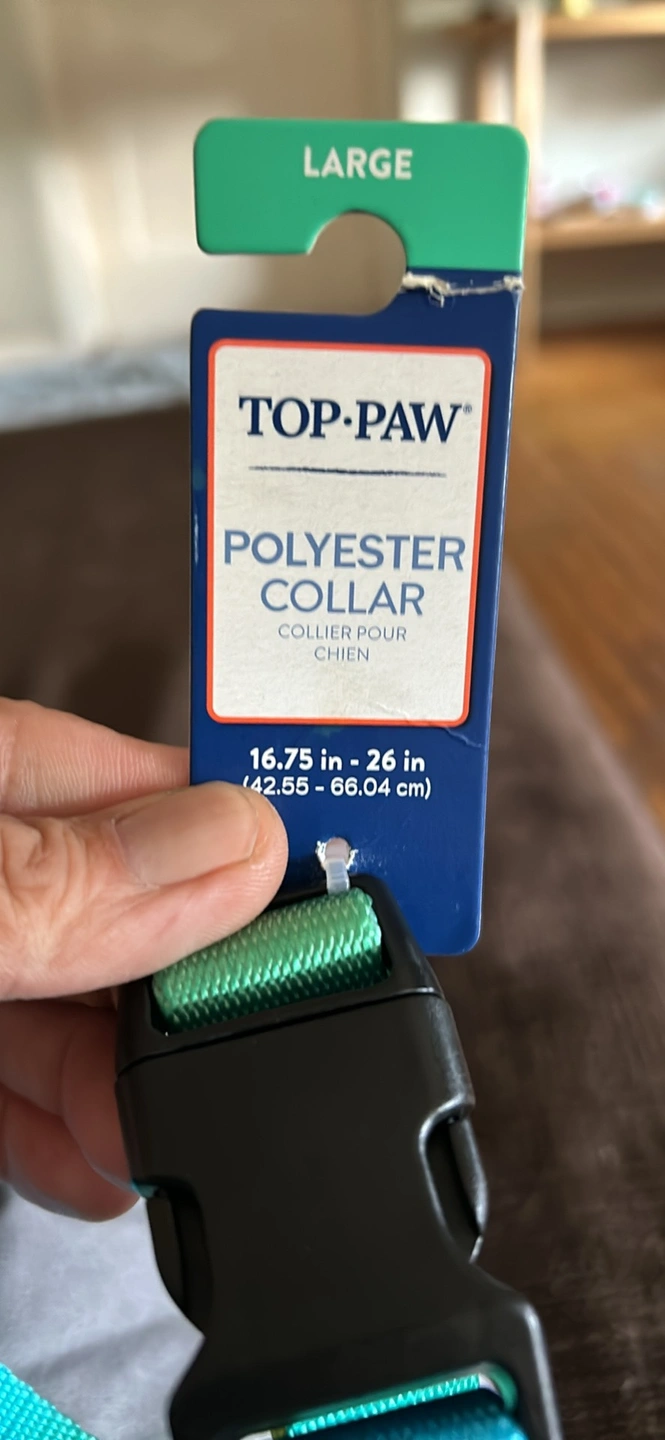 LARGE
TOP·PAW®
POLYESTER
COLLAR
COLLIER POUR
CHIEN
16.75 in - 26 in
(42.55 - 66.04 cm)